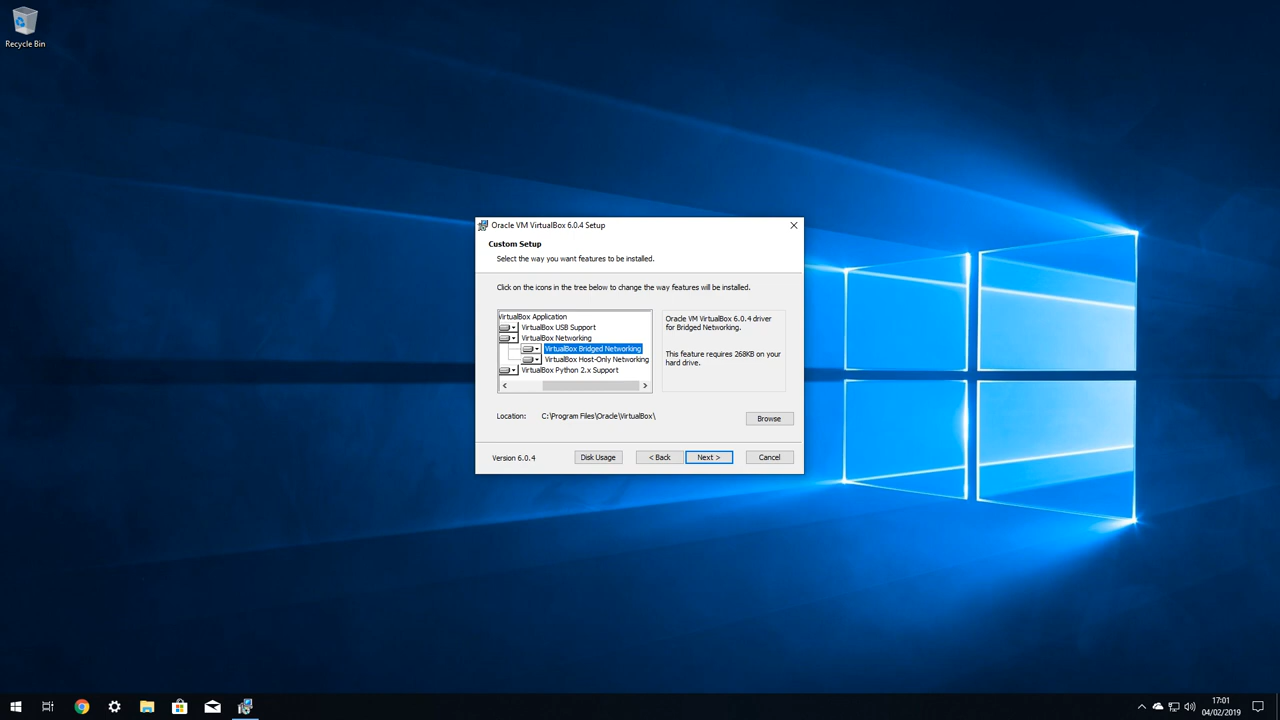 Recycle Bin
Oracle VM VirtualBox 6.0.4 Setup
Custom Setup
Select the way you want features to be installed.
Click on the icons in the tree below to change the way features will be installed.
VirtualBox Application
VirtualBox USB Support
VirtualBox Networking
VirtualBox Bridged Networking
VirtualBox Host-Only Networking
VirtualBox Python 2.x Support
Oracle VM VirtualBox 6.0.4 driver
for Bridged Networking.
This feature requires 268KB on your
hard drive.
Location: C:\Program Files\Oracle\VirtualBox\
Browse
Version 6.0.4
Disk Usage
< Back
Next >
Cancel
17:01
04/02/2019